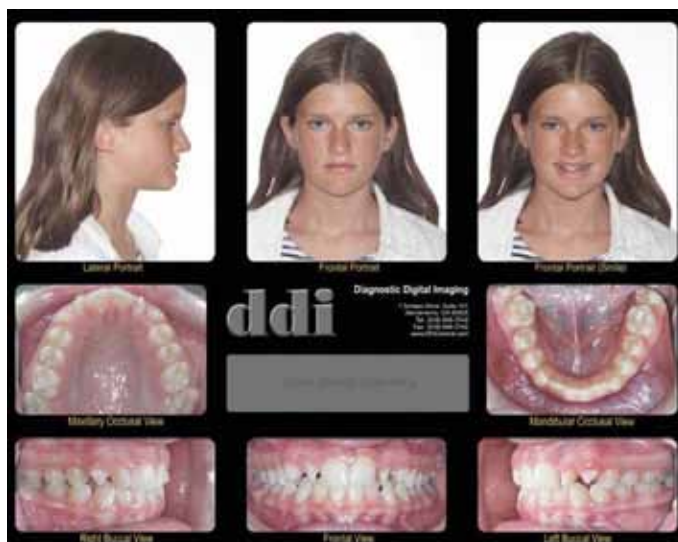 Lateral Portrait
Frontal Portrait
Frontal Portrait (Smile)
ddi
Diagnostic Digital Imaging
Maxillary Occlusal View
Mandibular Occlusal View
Right Buccal View
Frontal View
Left Buccal View